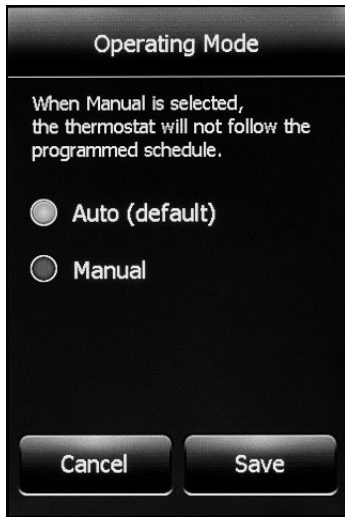 Operating Mode
When Manual is selected,
the thermostat will not follow the
programmed schedule.
Auto (default)
Manual
Cancel
Save